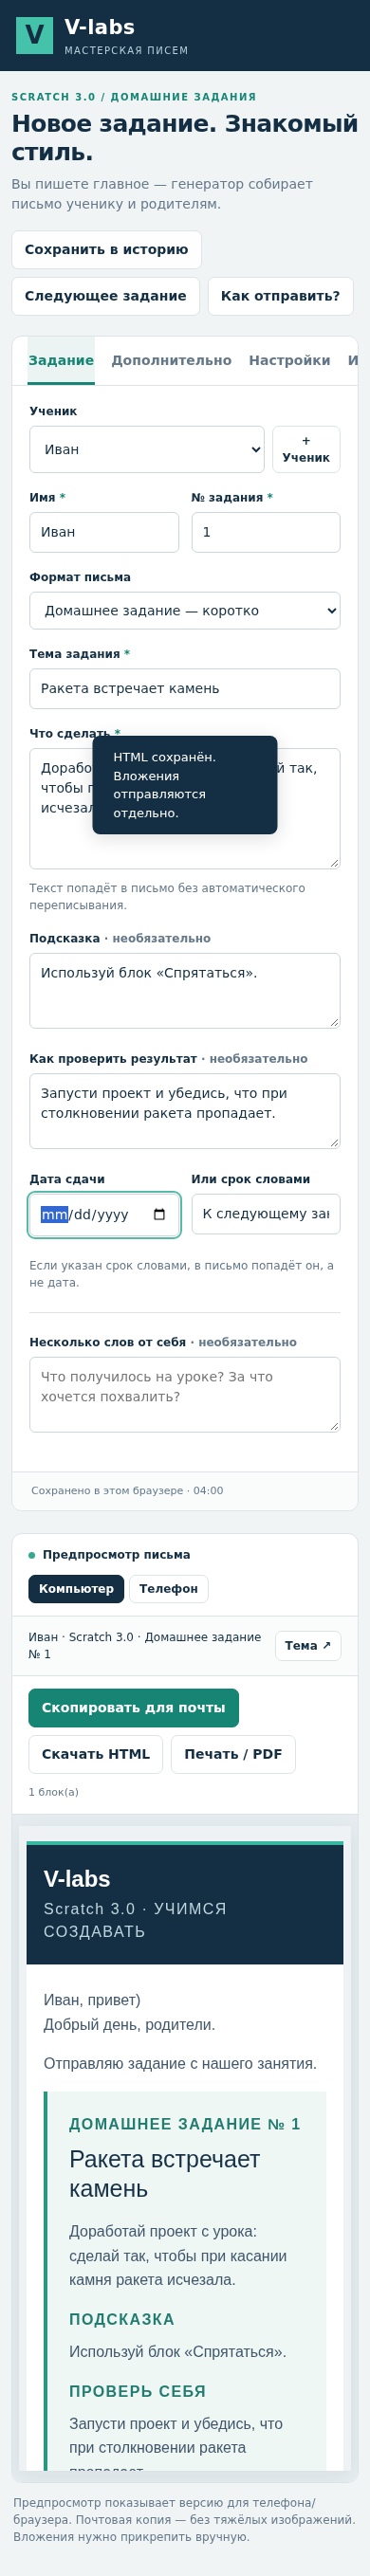 V
V-labs
МАСТЕРСКАЯ ПИСЕМ
SCRATCH 3.0 / ДОМАШНИЕ ЗАДАНИЯ
Новое задание. Знакомый
стиль.
Вы пишете главное — генератор собирает
письмо ученику и родителям.
Сохранить в историю
Следующее задание
Как отправить?
Задание
Дополнительно
Настройки
И
Ученик
Иван
+
Ученик
Имя *
№ задания *
Иван
1
Формат письма
Домашнее задание — коротко
Тема задания *
Ракета встречает камень
Что сделать *
HTML сохранён.
Вложения
отправляются
отдельно.
й так,
Текст попадёт в письмо без автоматического
переписывания.
Подсказка · необязательно
Используй блок «Спрятаться».
Как проверить результат · необязательно
Запусти проект и убедись, что при
столкновении ракета пропадает.
Дата сдачи
Или срок словами
mm/dd/yyyy
К следующему
Если указан срок словами, в письмо попадёт он, а
не дата.
Несколько слов от себя · необязательно
Что получилось на уроке? За что
хочется похвалить?
Сохранено в этом браузере · 04:00
Предпросмотр письма
Компьютер
Телефон
Иван · Scratch 3.0 · Домашнее задание
№ 1
Тема ↗
Скопировать для почты
Скачать HTML
Печать / PDF
1 блок(а)
V-labs
Scratch 3.0 · УЧИМСЯ
СОЗДАВАТЬ
Иван, привет)
Добрый день, родители.
Отправляю задание с нашего занятия.
ДОМАШНЕЕ ЗАДАНИЕ № 1
Ракета встречает
камень
Доработай проект с урока:
сделай так, чтобы при касании
камня ракета исчезала.
ПОДСКАЗКА
Используй блок «Спрятаться».
ПРОВЕРЬ СЕБЯ
Запусти проект и убедись, что
при столкновении ракета
Предпросмотр показывает версию для телефона/
браузера. Почтовая копия — без тяжёлых изображений.
Вложения нужно прикрепить вручную.